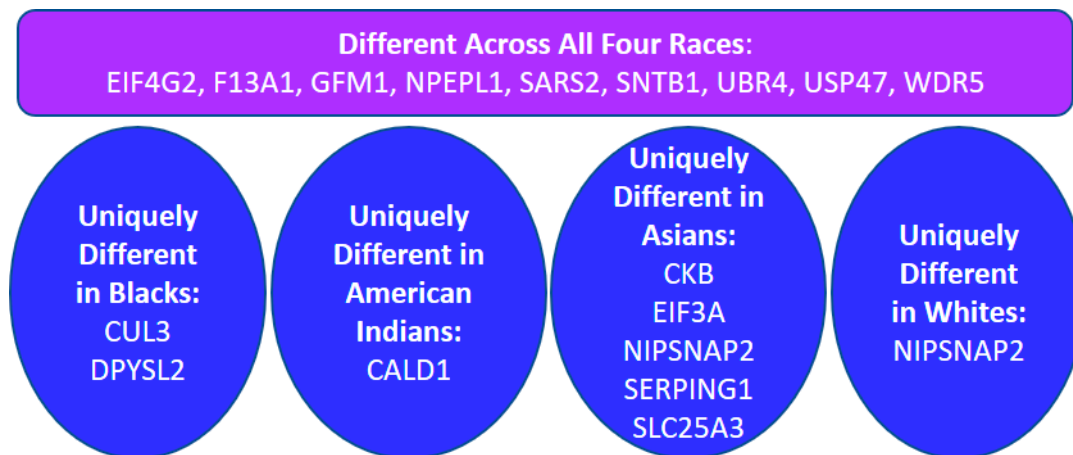 Different Across All Four Races:
EIF4G2, F13A1, GFM1, NPEPL1, SARS2, SNTB1, UBR4, USP47, WDR5
Uniquely
Different
in Blacks:
CUL3
DPYSL2
Uniquely
Different in
American
Indians:
CALD1
Uniquely
Different in
Asians:
CKB
EIF3A
NIPSNAP2
SERPING1
SLC25A3
Uniquely
Different
in Whites:
NIPSNAP2